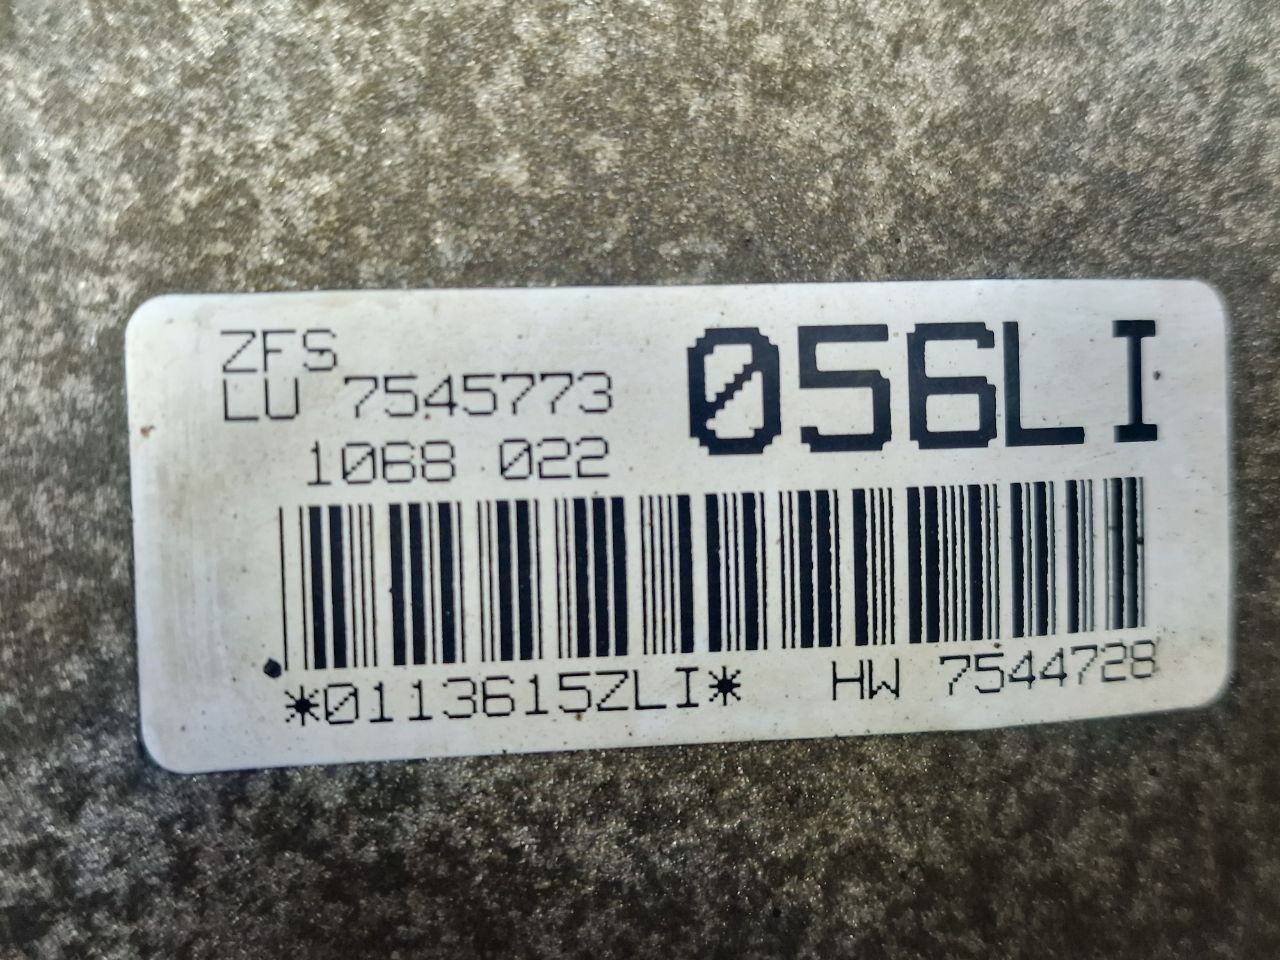 ZFS
LU 7545773
056LI
1068 022
*0113615ZLI*
HW 7544728